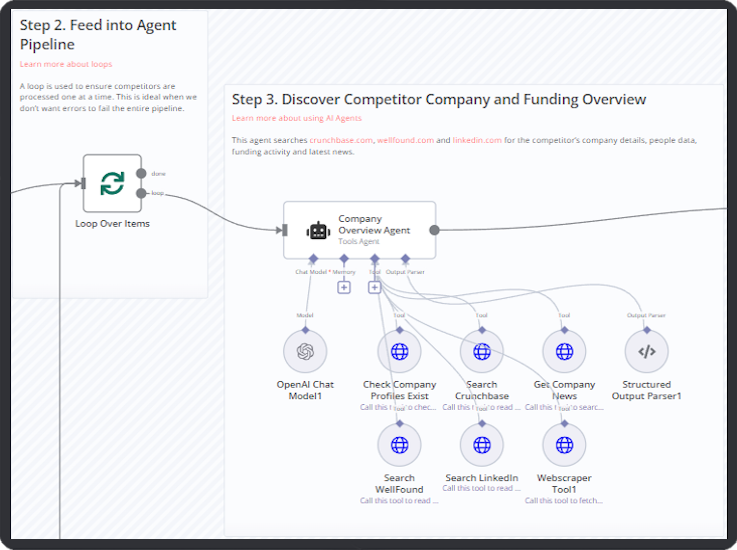 Step 2. Feed into Agent
Pipeline
Learn more about loops
A loop is used to ensure competitors are
processed one at a time. This is ideal when we
don't want errors to fail the entire pipeline.
done
loop
Loop Over Items
Step 3. Discover Competitor Company and Funding Overview
Learn more about using AI Agents
This agent searches crunchbase.com, wellfound.com and linkedin.com for the competitor's company details, people data,
funding activity and latest news.
Company
Overview Agent
Tools Agent
Chat Model * Memory Tool Output Parser
Model Tool Tool Tool Output Parser
OpenAI Chat
Model1
Check Company
Profiles Exist
Search
Crunchbase
Call this
to read ...
Get Company
News
Call this
to searc...
Structured
Output Parser1
Call this
to chec...
Tool Tool Tool
Search
WellFound
Call this tool to read ...
Search LinkedIn
Call this tool to read ...
Webscraper
Tool1
Call this tool to fetch...